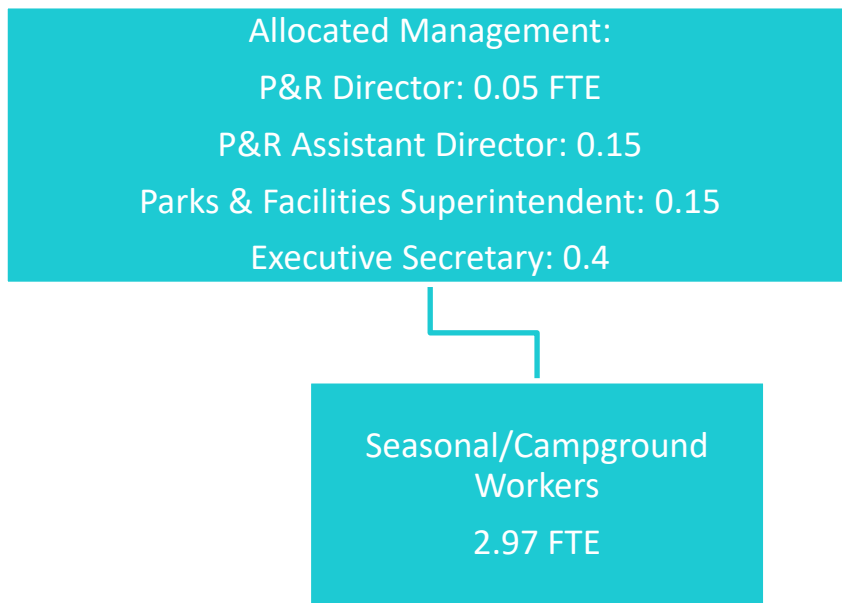 Allocated Management:
P&R Director: 0.05 FTE
P&R Assistant Director: 0.15
Parks & Facilities Superintendent: 0.15
Executive Secretary: 0.4
Seasonal/Campground
Workers
2.97 FTE